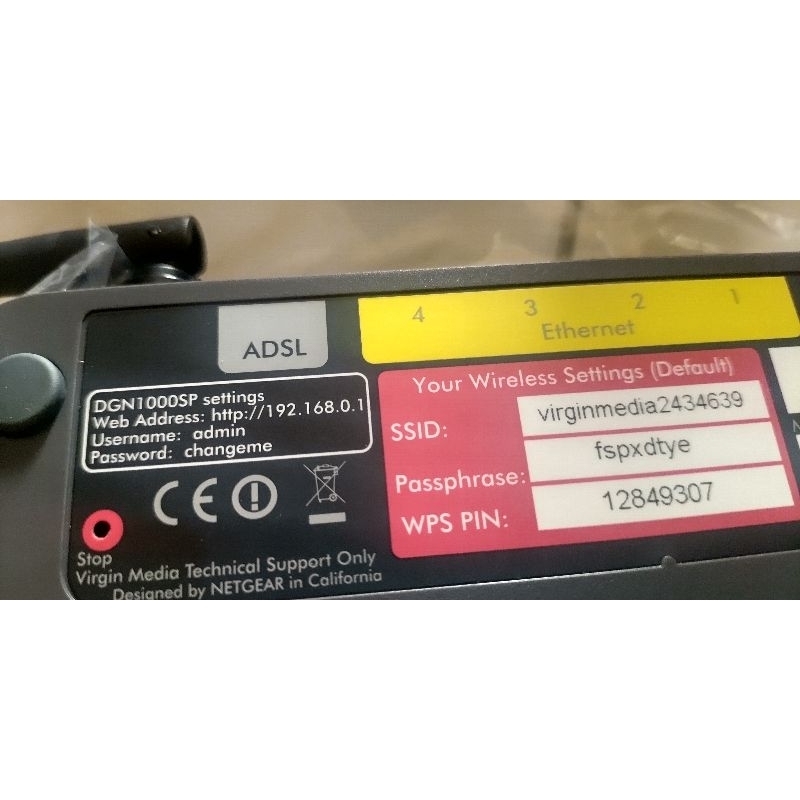 ADSL
4 3 2 1
Ethernet
DGN1000SP settings
Web Address: http://192.168.0.1
Username: admin
Password: changeme
CE
Stop
Virgin Media Technical Support Only
Designed by NETGEAR in California
Your Wireless Settings (Default)
SSID: virginmedia2434639
Passphrase: fspxdtye
WPS PIN: 12849307